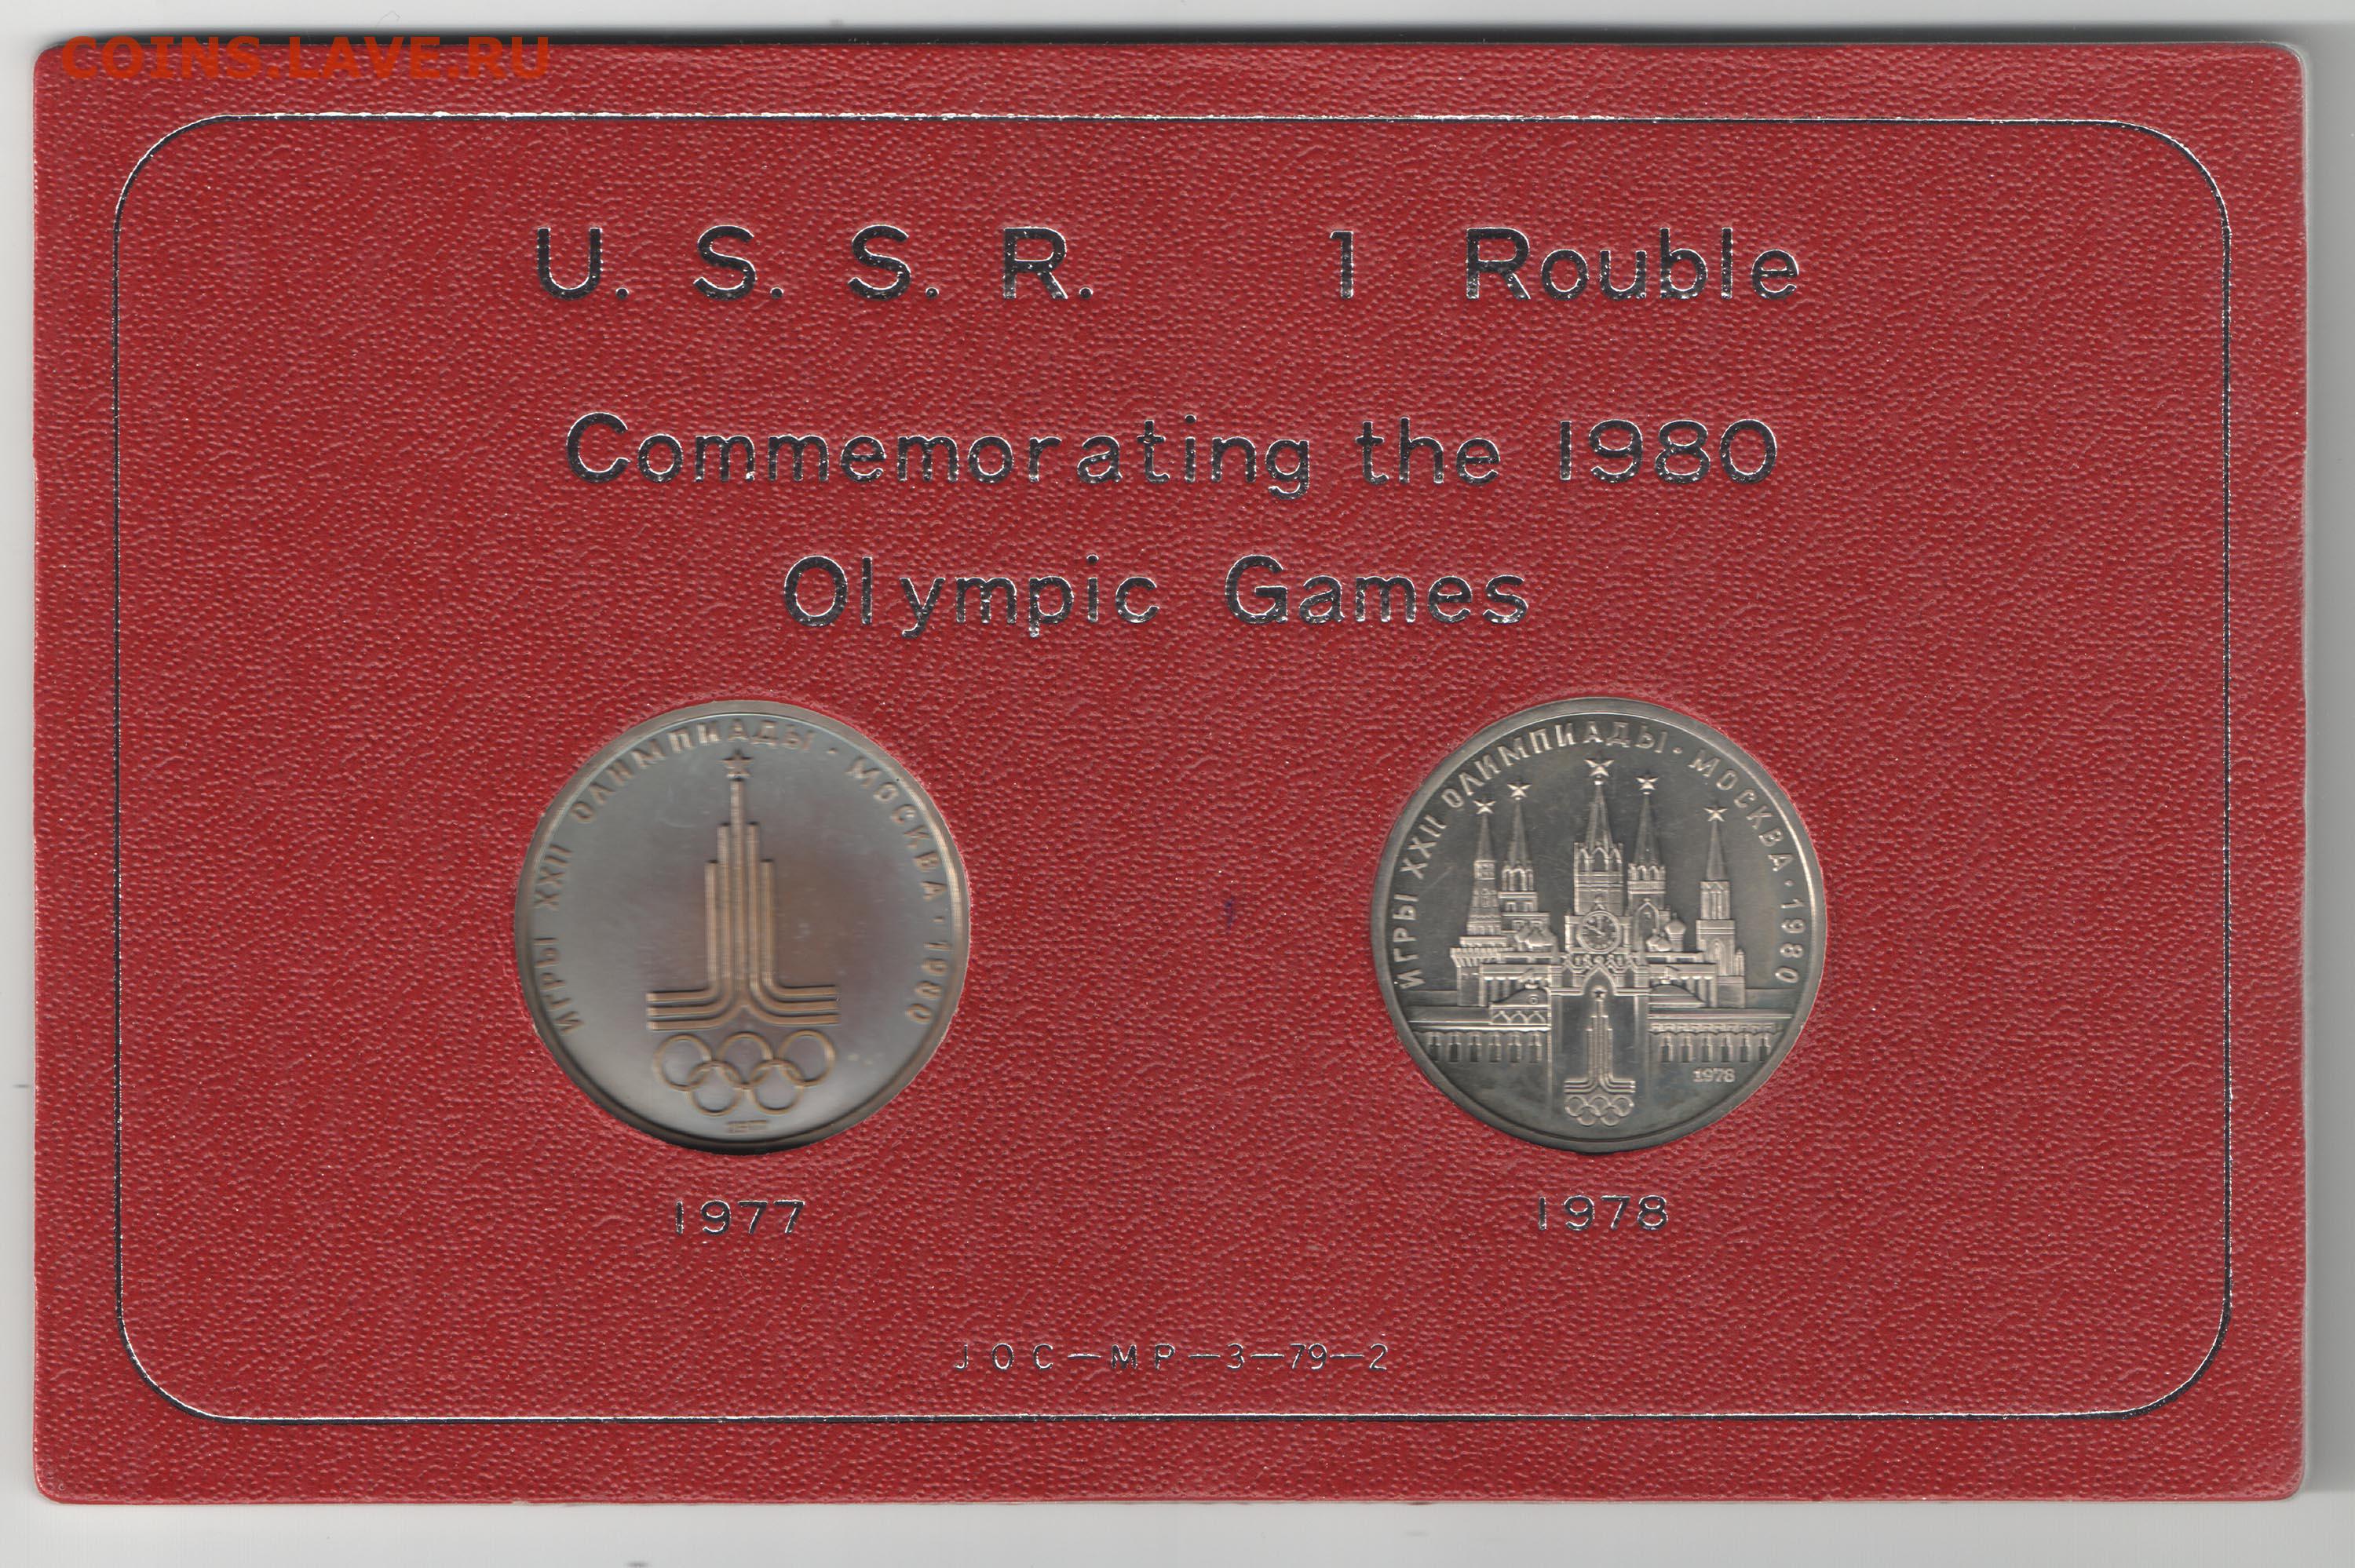 COINS.LAVE.RU
U. S. S. R. 1 Rouble
Commemorating the 1980
Olympic Games
ИГРЫ XXII ОЛИМПИАДЫ · МОСКВА · 1980
1977
ИГРЫ XXII ОЛИМПИАДЫ · МОСКВА · 1980
1978
1977
1978
JOC-MP-3-79-2